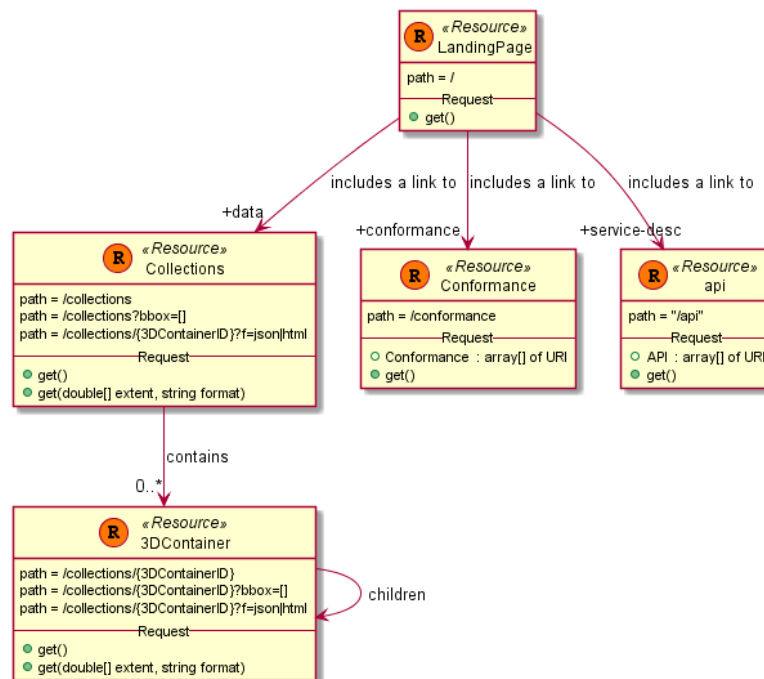 R
«Resource»
LandingPage
path = /
Request
get()
includes a link to
includes a link to
includes a link to
+data
+conformance
+service-desc
R
«Resource»
Collections
path = /collections
path = /collections?bbox=[]
path = /collections/{3DContainerID}?f=json|html
Request
get()
get(double[] extent, string format)
R
«Resource»
Conformance
path = /conformance
Request
Conformance : array[] of URI
get()
R
«Resource»
api
path = "/api"
Request
API : array[] of URI
get()
contains
0..*
R
«Resource»
3DContainer
path = /collections/{3DContainerID}
path = /collections/{3DContainerID}?bbox=[]
path = /collections/{3DContainerID}?f=json|html
Request
get()
get(double[] extent, string format)
children